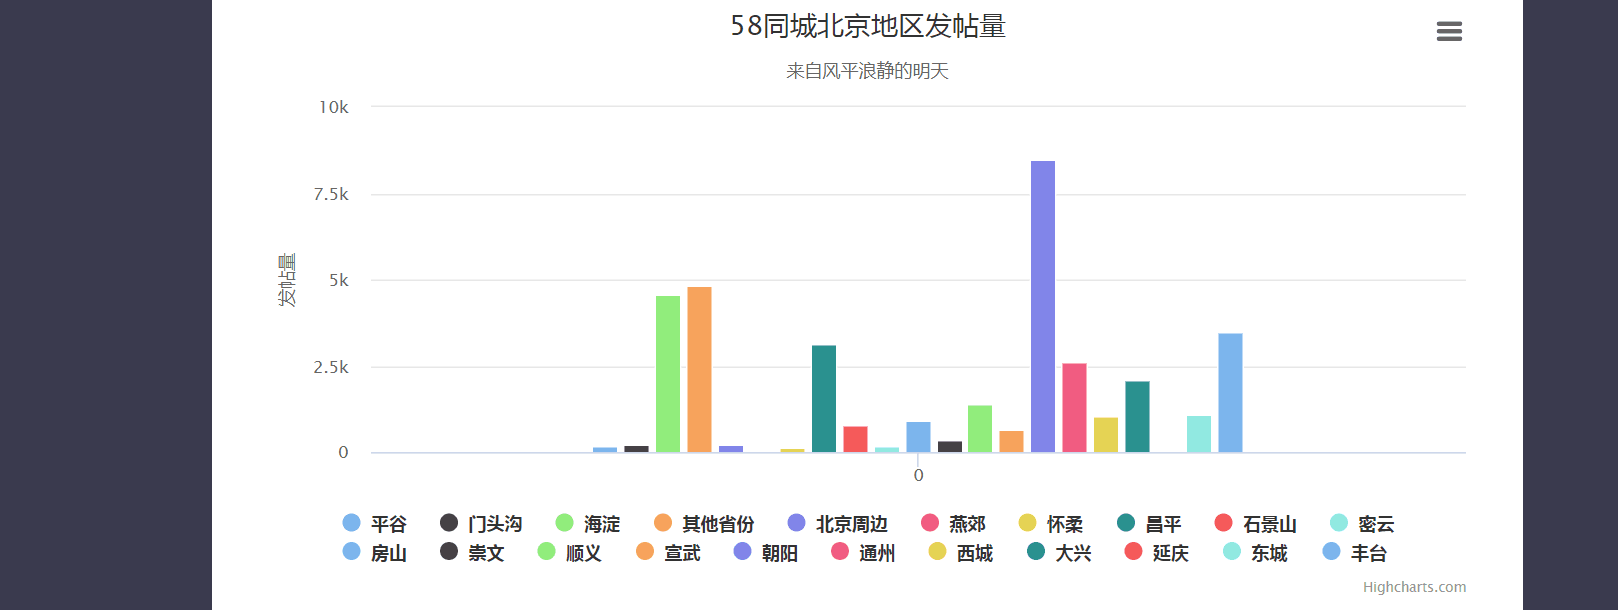 58同城北京地区发帖量
来自风平浪静的明天
发帖量
10k
7.5k
5k
2.5k
0
0
平谷 门头沟 海淀 其他省份 北京周边 燕郊 怀柔 昌平 石景山 密云
房山 崇文 顺义 宣武 朝阳 通州 西城 大兴 延庆 东城 丰台
Highcharts.com